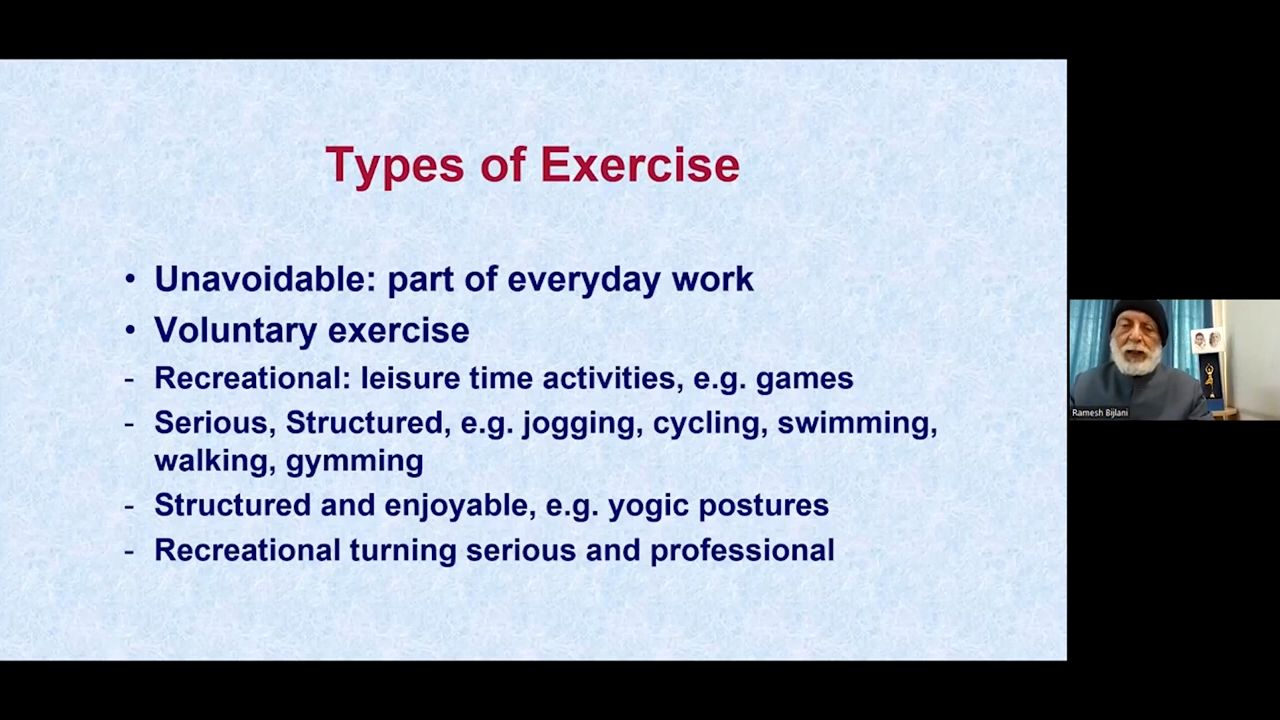 Types of Exercise
• Unavoidable: part of everyday work
• Voluntary exercise
- Recreational: leisure time activities, e.g. games
- Serious, Structured, e.g. jogging, cycling, swimming,
walking, gymming
- Structured and enjoyable, e.g. yogic postures
- Recreational turning serious and professional
Ramesh Bijlani